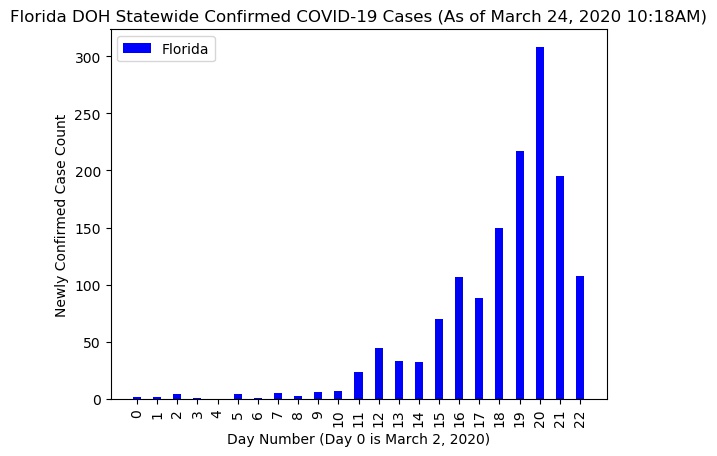 Florida DOH Statewide Confirmed COVID-19 Cases (As of March 24, 2020 10:18AM)
Florida
Newly Confirmed Case Count
300
250
200
150
100
50
0
0 1 2 3 4 5 6 7 8 9 10 11 12 13 14 15 16 17 18 19 20 21 22
Day Number (Day 0 is March 2, 2020)